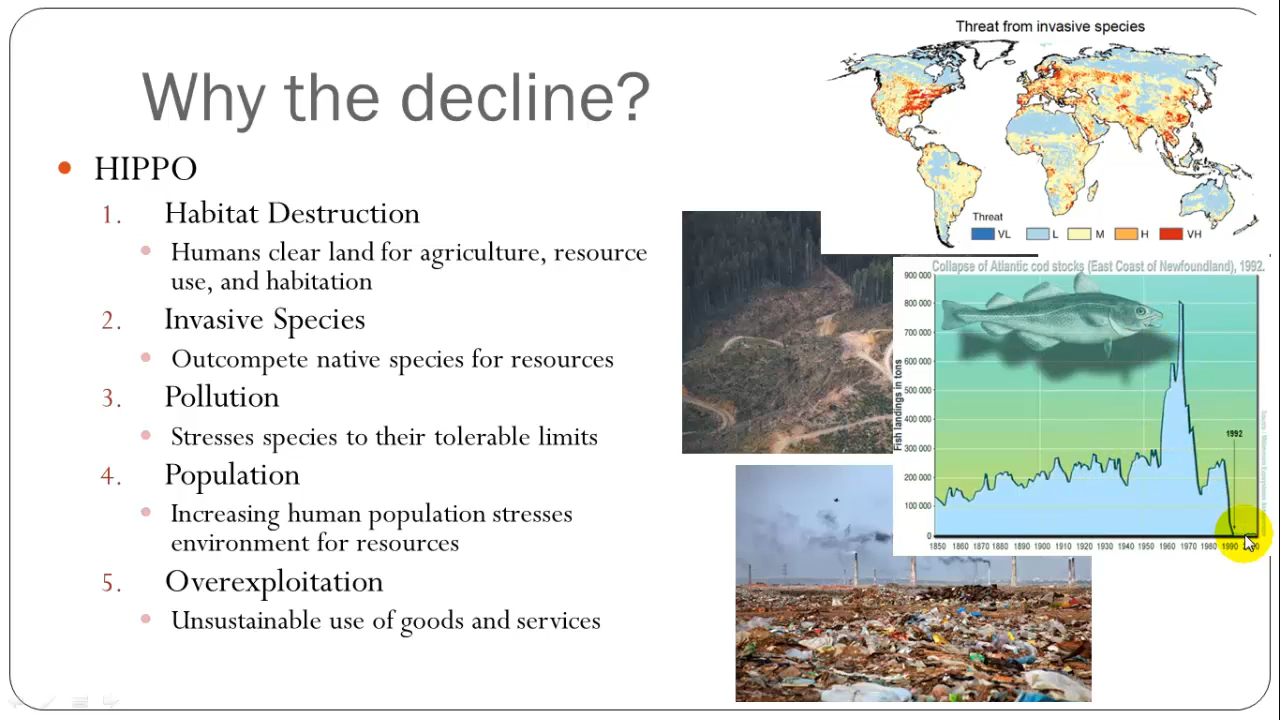 Why the decline?
HIPPO
1. Habitat Destruction
Humans clear land for agriculture, resource
use, and habitation
2. Invasive Species
Outcompete native species for resources
3. Pollution
Stresses species to their tolerable limits
4. Population
Increasing human population stresses
environment for resources
5. Overexploitation
Unsustainable use of goods and services
Threat from invasive species
Threat
VL L M H VH
Collapse of Atlantic cod stocks (East Coast of Newfoundland), 1992.
Fish landings in tons
900 000
800 000
700 000
600 000
500 000
400 000
300 000
200 000
100 000
0
1992
1850 1860 1870 1880 1890 1900 1910 1920 1930 1940 1950 1960 1970 1980 1990